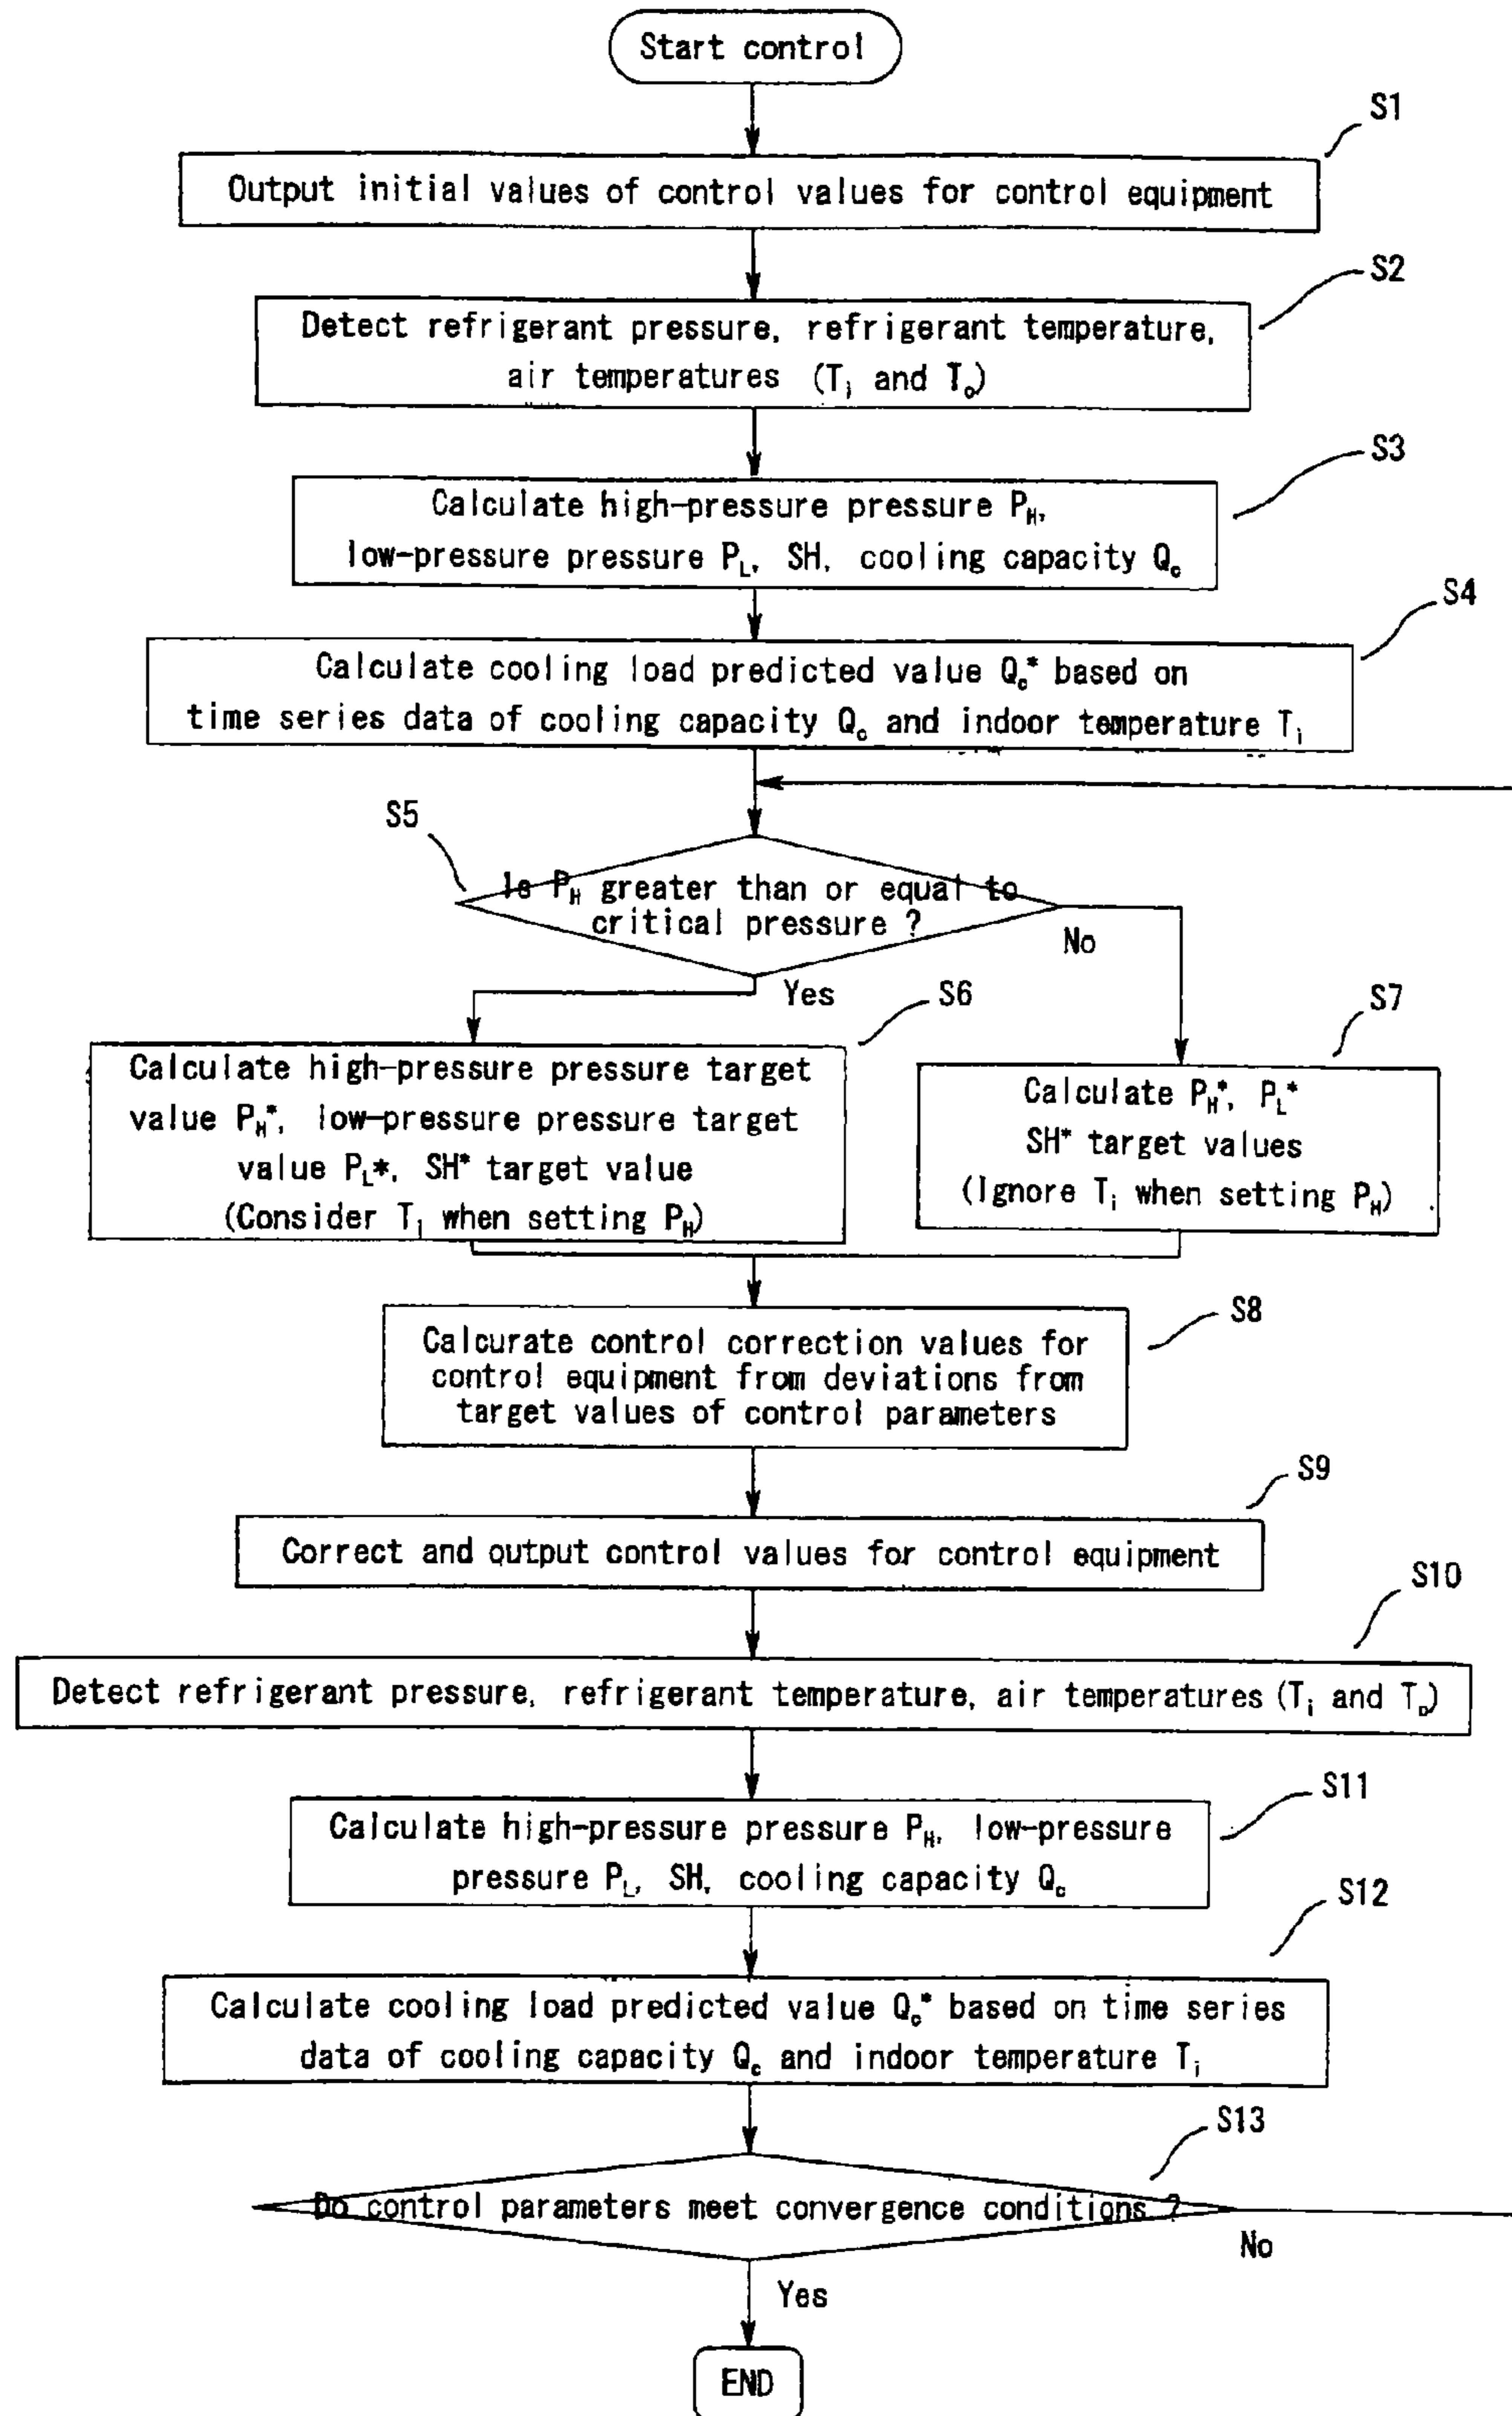 Start control
S1
Output initial values of control values for control equipment
S2
Detect refrigerant pressure, refrigerant temperature,
air temperatures (Ti and To)
S3
Calculate high-pressure pressure PH,
low-pressure pressure PL, SH, cooling capacity Qc
S4
Calculate cooling load predicted value Qc* based on
time series data of cooling capacity Qc and indoor temperature Ti
S5
Is PH greater than or equal to
critical pressure ?
No
Yes
S6
Calculate high-pressure pressure target
value PH*, low-pressure pressure target
value PL*, SH* target value
(Consider Ti when setting PH)
S7
Calculate PH*, PL*
SH* target values
(Ignore Ti when setting PH)
S8
Calcurate control correction values for
control equipment from deviations from
target values of control parameters
S9
Correct and output control values for control equipment
S10
Detect refrigerant pressure, refrigerant temperature, air temperatures (Ti and To)
S11
Calculate high-pressure pressure PH, low-pressure
pressure PL, SH, cooling capacity Qc
S12
Calculate cooling load predicted value Qc* based on time series
data of cooling capacity Qc and indoor temperature Ti
S13
Do control parameters meet convergence conditions ?
No
Yes
END